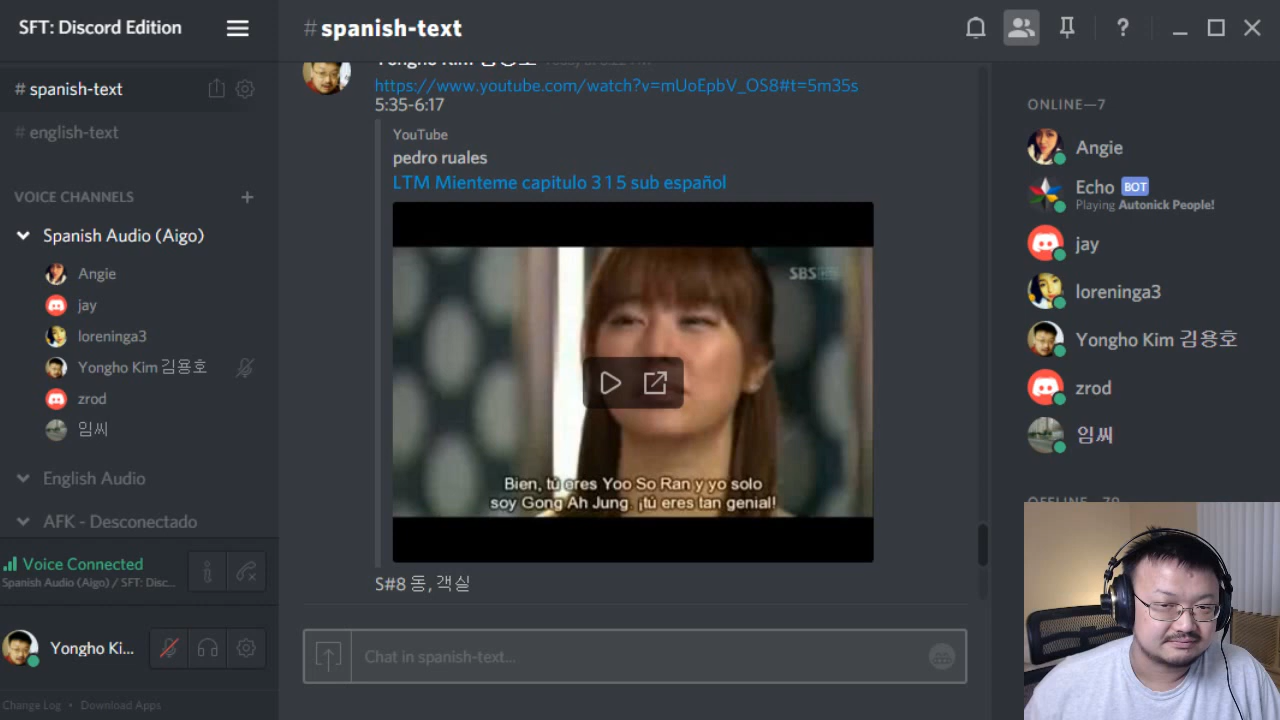 SFT: Discord Edition
# spanish-text
# english-text
VOICE CHANNELS
Spanish Audio (Aigo)
Angie
jay
loreninga3
Yongho Kim 김용호
zrod
임씨
English Audio
AFK - Desconectado
Voice Connected
Spanish Audio (Aigo) / SFT: Disc...
Yongho Ki...
Change Log • Download Apps
# spanish-text
Yongho Kim 김용호
https://www.youtube.com/watch?v=mUoEpbV_OS8#t=5m35s
5:35-6:17
YouTube
pedro ruales
LTM Mienteme capitulo 3 1 5 sub español
SBS
Bien, tú eres Yoo So Ran y yo solo
soy Gong Ah Jung. ¡tú eres tan genial!
S#8 동, 객실
Chat in spanish-text...
ONLINE—7
Angie
Echo BOT
Playing Autonick People!
jay
loreninga3
Yongho Kim 김용호
zrod
임씨